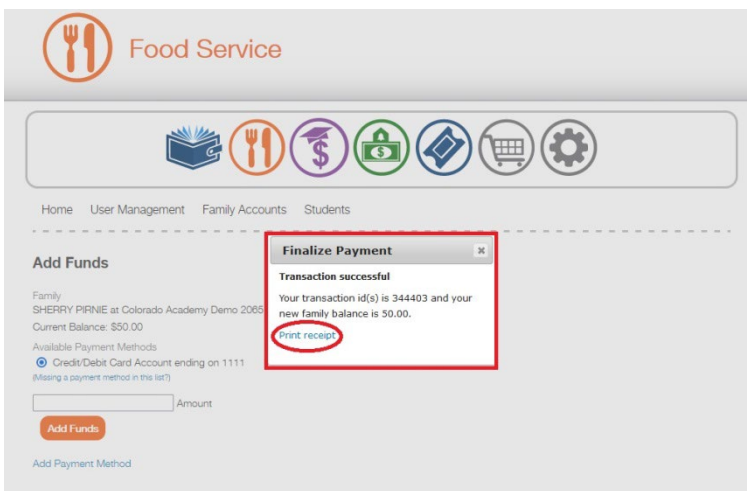 Food Service
Home User Management Family Accounts Students
Add Funds
Family
SHERRY PIRNIE at Colorado Academy Demo 2065
Current Balance: $50.00
Available Payment Methods
Credit/Debit Card Account ending on 1111
(Missing a payment method in this list?)
Amount
Add Funds
Add Payment Method
Finalize Payment
Transaction successful
Your transaction id(s) is 344403 and your
new family balance is 50.00.
Print receipt